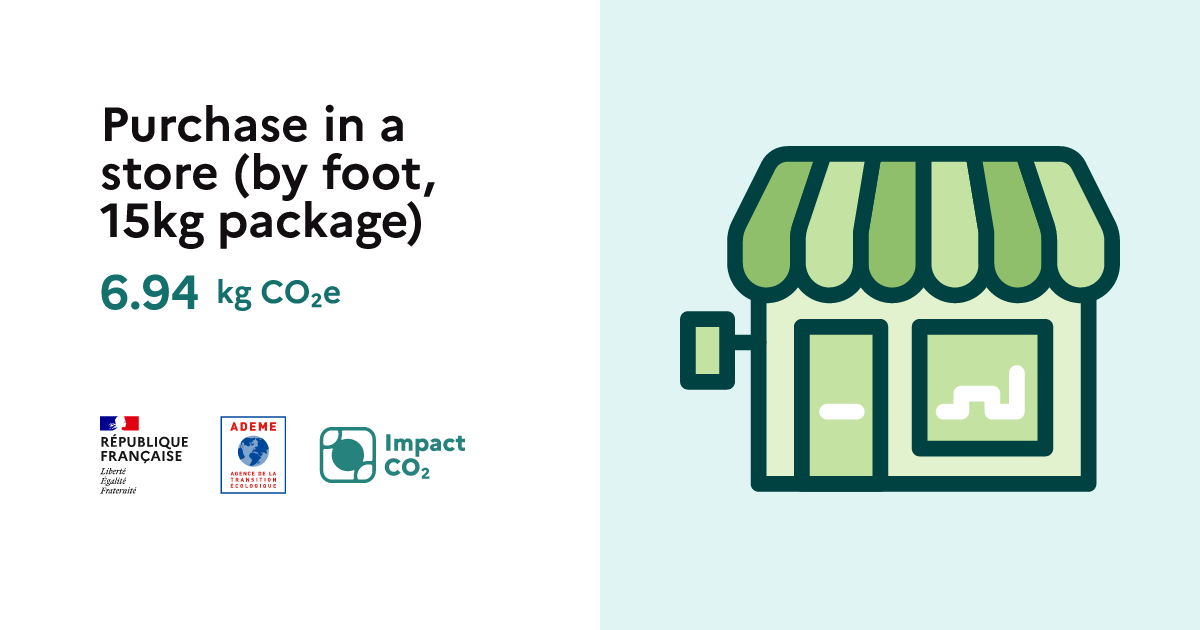 Purchase in a
store (by foot,
15kg package)
6.94 kg CO₂e
RÉPUBLIQUE
FRANÇAISE
Liberté
Égalité
Fraternité
ADEME
AGENCE DE LA
TRANSITION
ÉCOLOGIQUE
Impact
CO₂